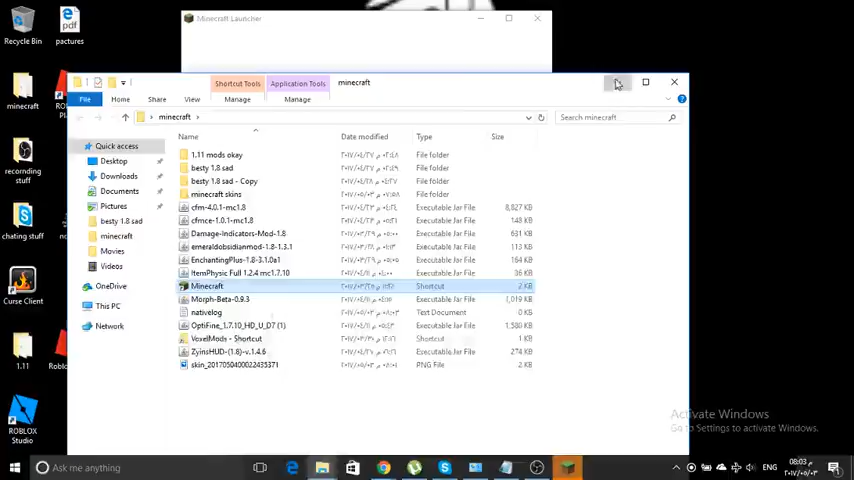 Minecraft Launcher
Recycle Bin
pactures
minecraft
recording stuff
chating stuff
Curse Client
1.11
ROBLOX Studio
Shortcut Tools
Application Tools
minecraft
File
Home
Share
View
Manage
Manage
minecraft
Search minecraft
Name
Date modified
Type
Size
Quick access
Desktop
Downloads
Documents
Pictures
besty 1.8 sad
minecraft
Movies
Videos
OneDrive
This PC
Network
1.11 mods okay File folder
besty 1.8 sad File folder
besty 1.8 sad - Copy File folder
minecraft skins File folder
cfm-4.0.1-mc1.8 Executable Jar File 8,827 KB
cfmce-1.0.1-mc1.8 Executable Jar File 148 KB
Damage-Indicators-Mod-1.8 Executable Jar File 631 KB
emeraldobsidianmod-1.8-1.3.1 Executable Jar File 113 KB
EnchantingPlus-1.8-3.1.0a1 Executable Jar File 164 KB
ItemPhysic Full 1.2.4 mc1.7.10 Executable Jar File 36 KB
Minecraft Shortcut 2 KB
Morph-Beta-0.9.3 Executable Jar File 1,019 KB
nativelog Text Document 0 KB
OptiFine_1.7.10_HD_U_D7 (1) Executable Jar File 1,580 KB
VoxelMods - Shortcut Shortcut 1 KB
ZyinsHUD-(1.8)-v.1.4.6 Executable Jar File 274 KB
PNG File 2 KB
Activate Windows
Go to Settings to activate Windows.
Ask me anything
ENG
08:03 م
٢٠١٧/٠٥/٠٣